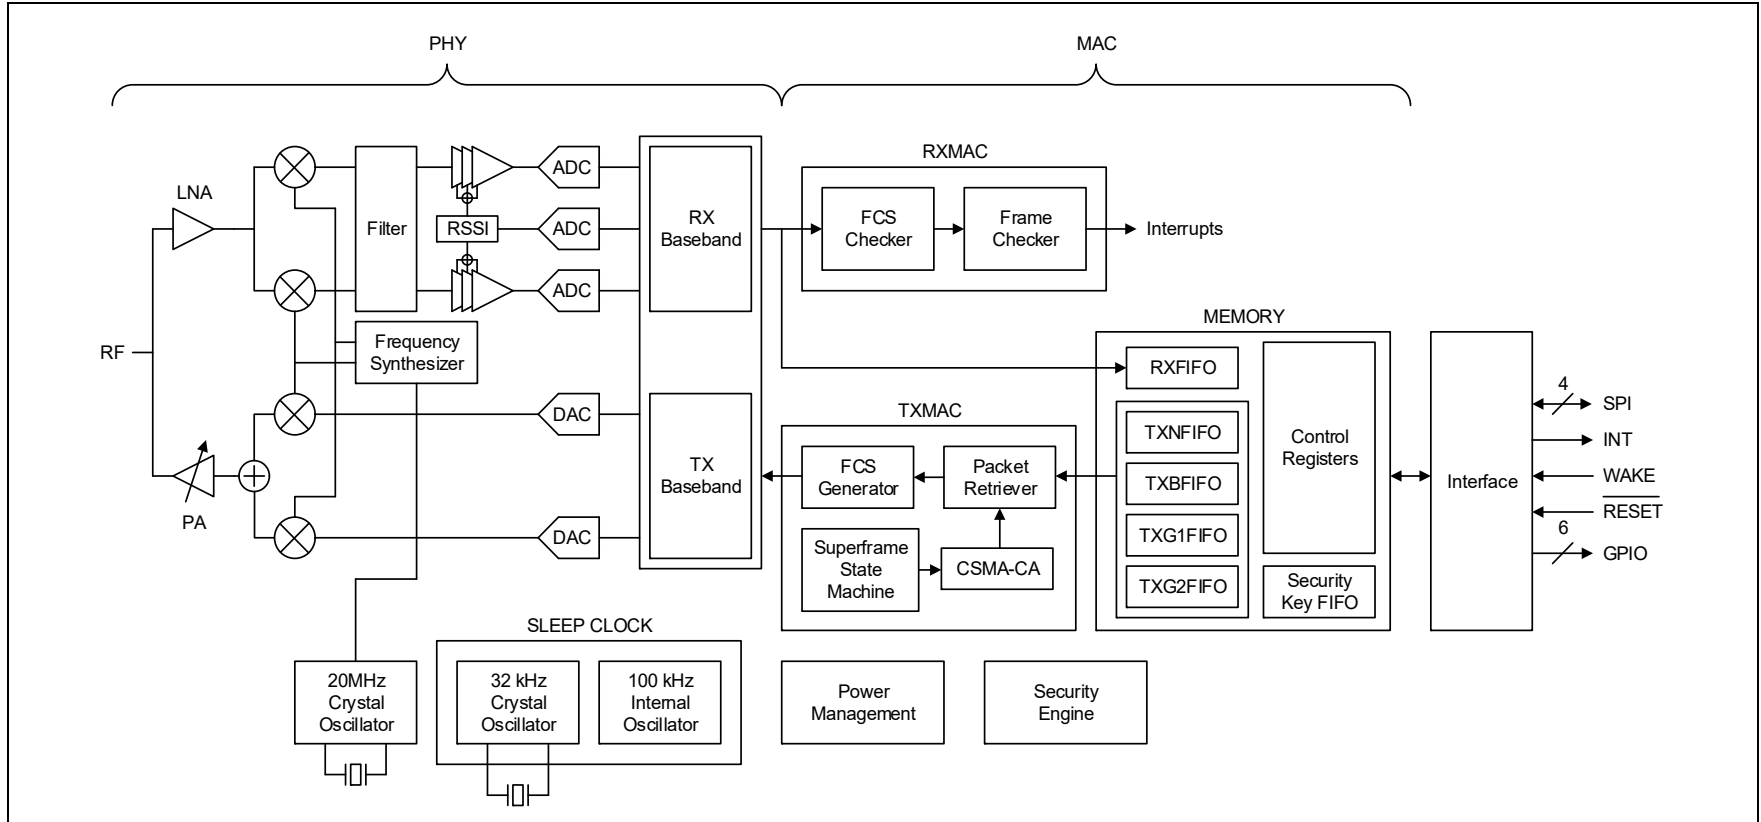 PHY
MAC
LNA
RF
PA
Filter
RSSI
ADC
ADC
ADC
Frequency
Synthesizer
DAC
DAC
RX
Baseband
TX
Baseband
RXMAC
FCS
Checker
Frame
Checker
Interrupts
TXMAC
FCS
Generator
Packet
Retriever
Superframe
State
Machine
CSMA-CA
MEMORY
RXFIFO
TXNFIFO
TXBFIFO
TXG1FIFO
TXG2FIFO
Control
Registers
Security
Key FIFO
Interface
4
SPI
INT
WAKE
RESET
6
GPIO
20MHz
Crystal
Oscillator
SLEEP CLOCK
32 kHz
Crystal
Oscillator
100 kHz
Internal
Oscillator
Power
Management
Security
Engine